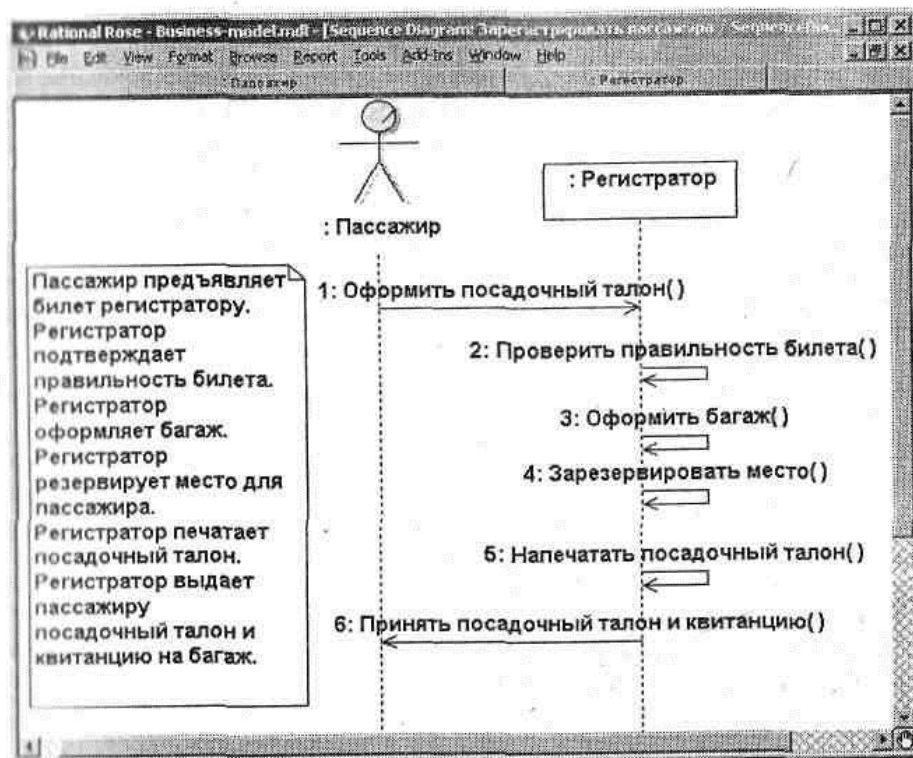 Rational Rose - Business-model.mdl - [Sequence Diagram: Зарегистрировать пассажира /
File Edit View Format Browse Report Tools Add-Ins Window Help
: Пассажир
: Регистратор
: Регистратор
: Пассажир
Пассажир предъявляет
билет регистратору.
Регистратор
подтверждает
правильность билета.
Регистратор
оформляет багаж.
Регистратор
резервирует место для
пассажира.
Регистратор печатает
посадочный талон.
Регистратор выдает
пассажиру
посадочный талон и
квитанцию на багаж.
1: Оформить посадочный талон( )
2: Проверить правильность билета( )
3: Оформить багаж( )
4: Зарезервировать место( )
5: Напечатать посадочный талон( )
6: Принять посадочный талон и квитанцию( )